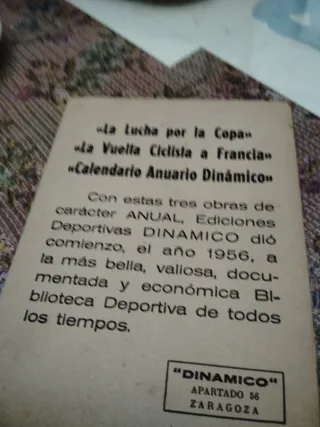 «La Lucha por la Copa»
«La Vuelta Ciclista a Francia»
«Calendario Anuario Dinámico»
Con estas tres obras de
carácter ANUAL, Ediciones
Deportivas DINAMICO dió
comienzo, el año 1956, a
la más bella, valiosa, docu-
mentada y económica Bi-
blioteca Deportiva de todos
los tiempos.
"DINAMICO"
APARTADO 56
ZARAGOZA